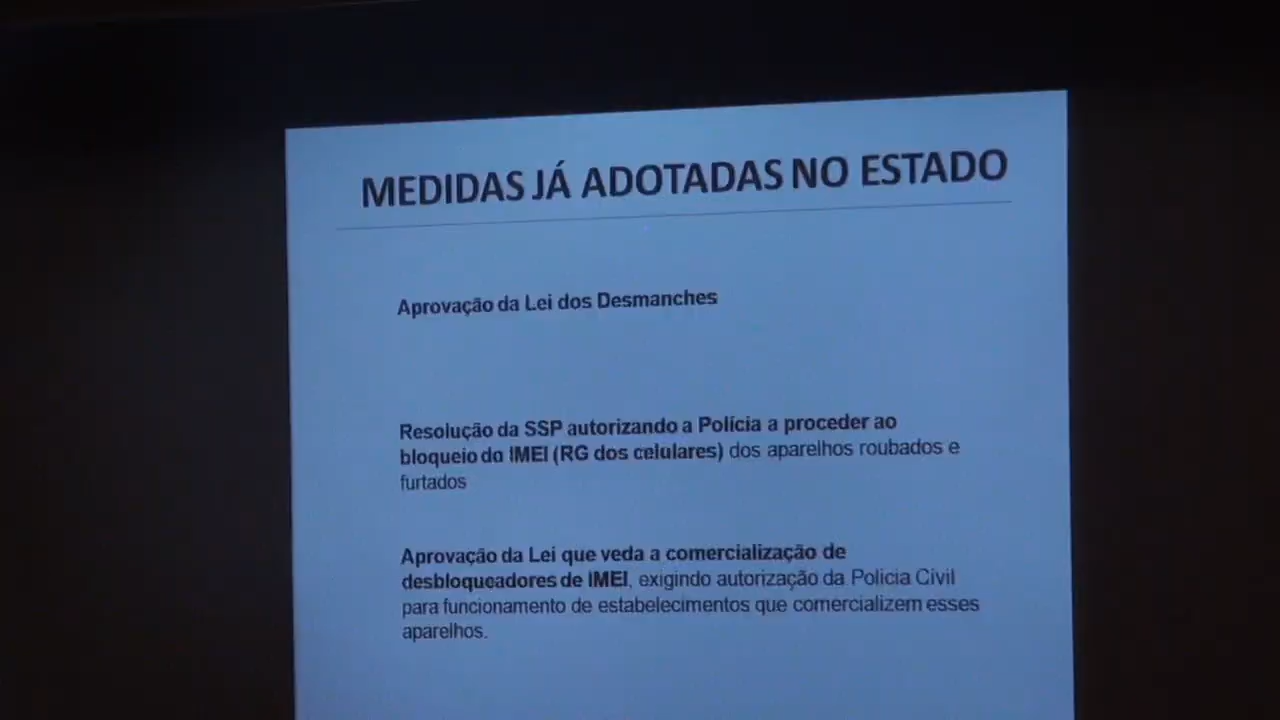 MEDIDAS JÁ ADOTADAS NO ESTADO
Aprovação da Lei dos Desmanches
Resolução da SSP autorizando a Polícia a proceder ao
bloqueio do IMEI (RG dos celulares) dos aparelhos roubados e
furtados
Aprovação da Lei que veda a comercialização de
desbloqueadores de IMEI, exigindo autorização da Policia Civil
para funcionamento de estabelecimentos que comercializem esses
aparelhos.